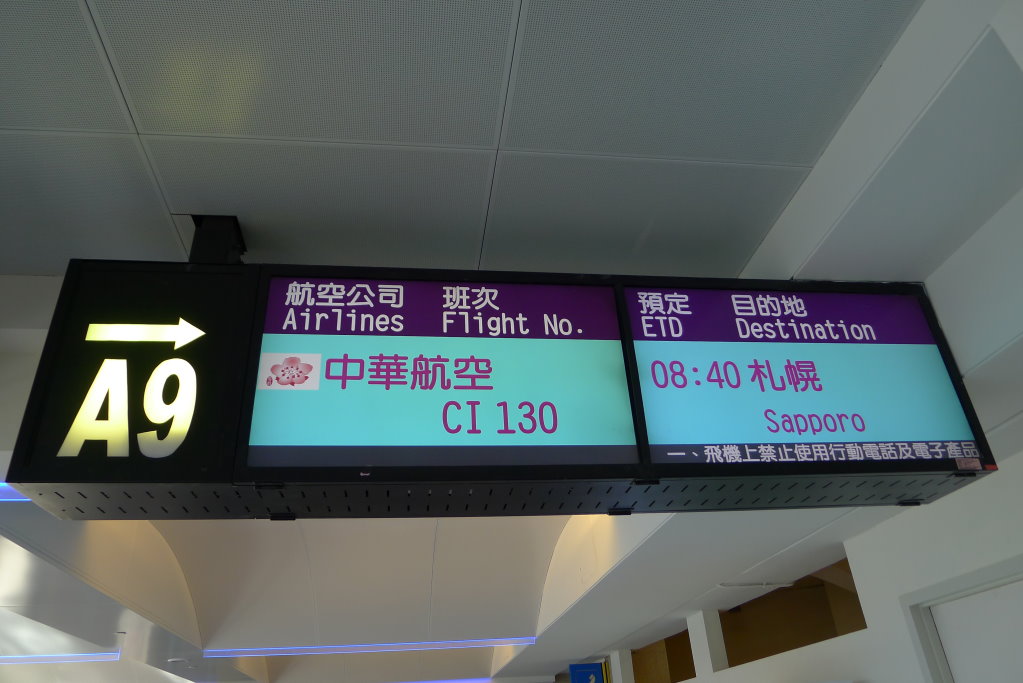 A9
航空公司 班次
Airlines Flight No.
中華航空
CI 130
預定 目的地
ETD Destination
08:40 札幌
Sapporo
一、飛機上禁止使用行動電話及電子產品